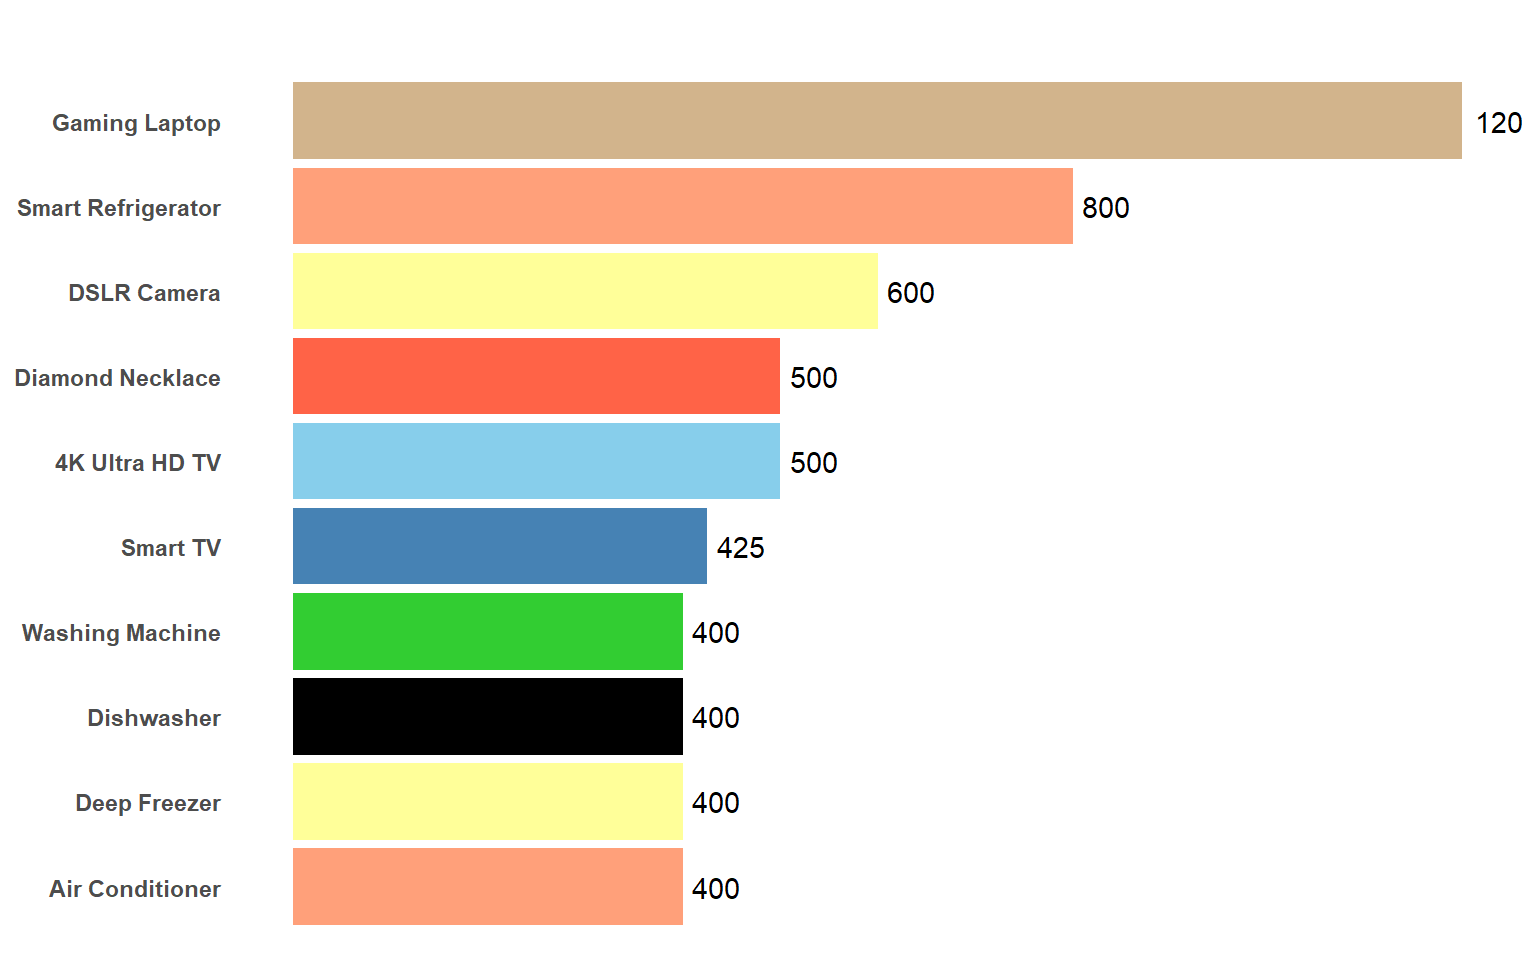 Gaming Laptop 120
Smart Refrigerator 800
DSLR Camera 600
Diamond Necklace 500
4K Ultra HD TV 500
Smart TV 425
Washing Machine 400
Dishwasher 400
Deep Freezer 400
Air Conditioner 400